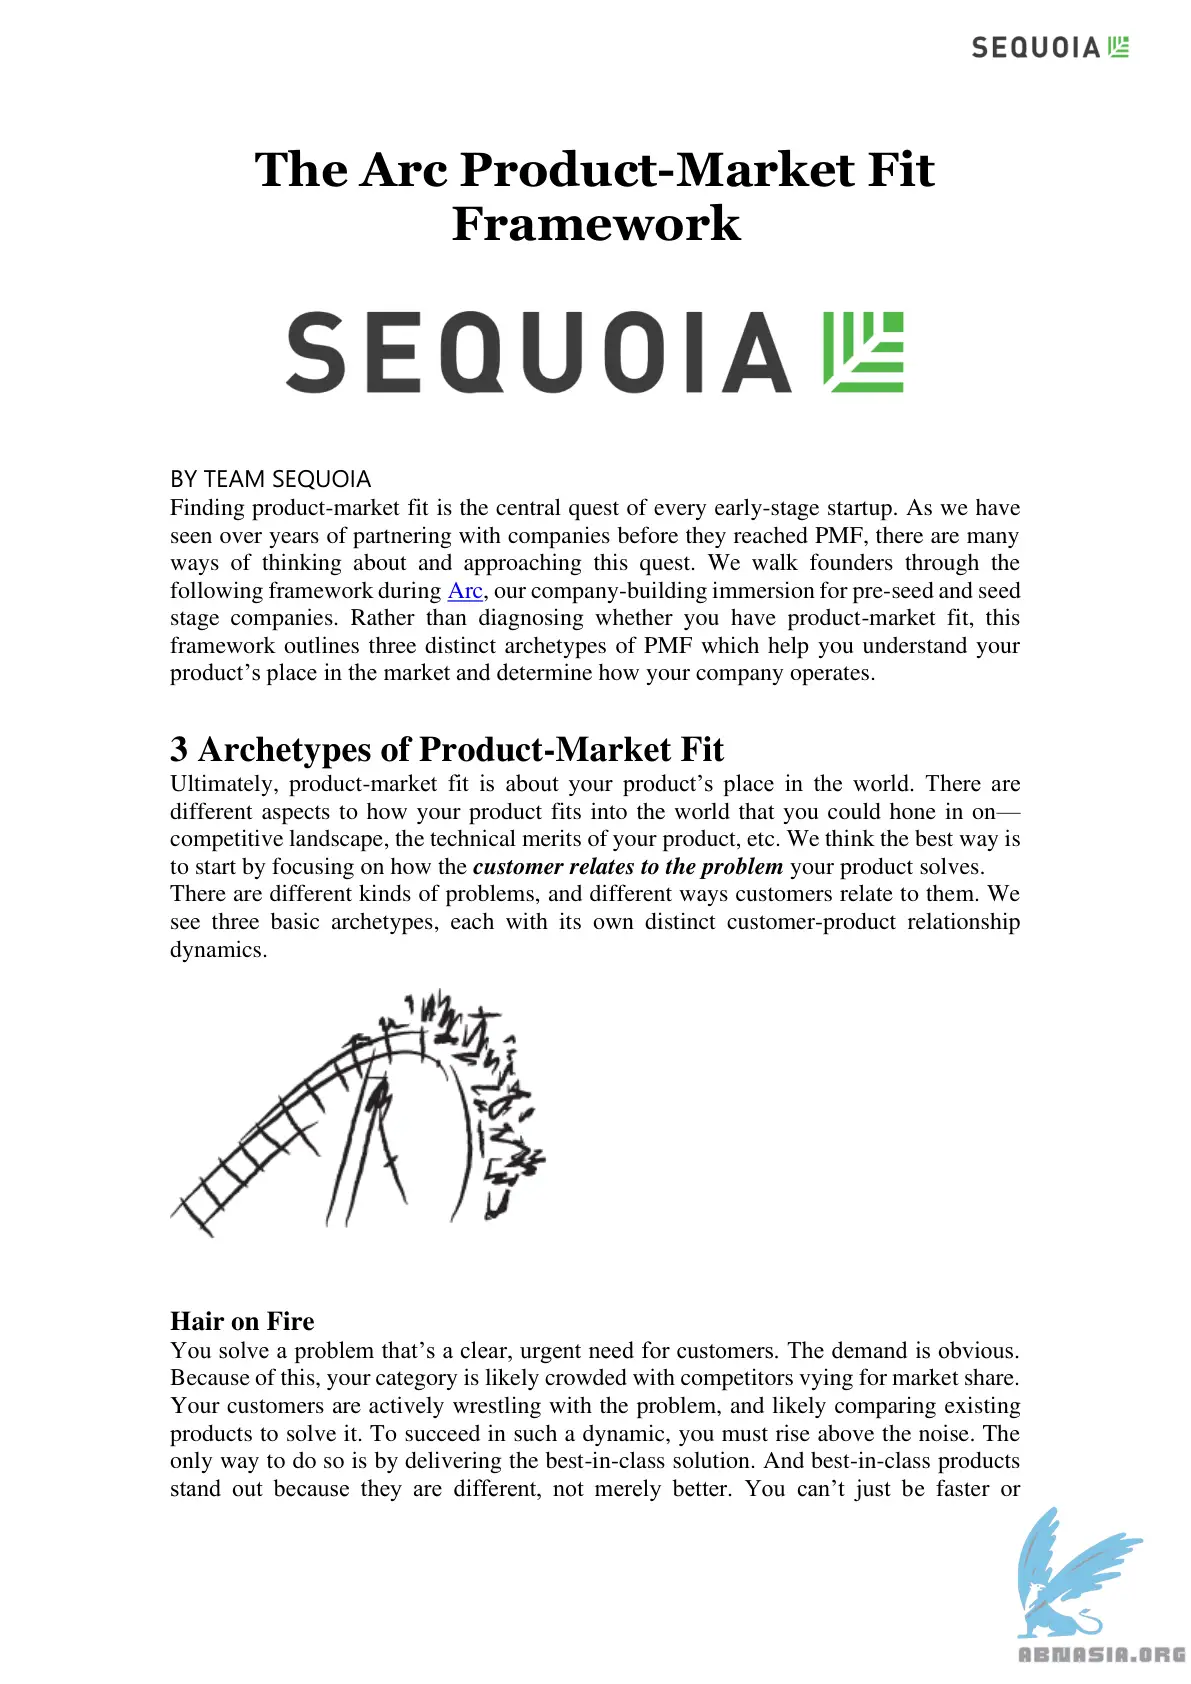 SEQUOIA
The Arc Product-Market Fit
Framework
SEQUOIA
BY TEAM SEQUOIA
Finding product-market fit is the central quest of every early-stage startup. As we have
seen over years of partnering with companies before they reached PMF, there are many
ways of thinking about and approaching this quest. We walk founders through the
following framework during Arc, our company-building immersion for pre-seed and seed
stage companies. Rather than diagnosing whether you have product-market fit, this
framework outlines three distinct archetypes of PMF which help you understand your
product’s place in the market and determine how your company operates.
3 Archetypes of Product-Market Fit
Ultimately, product-market fit is about your product’s place in the world. There are
different aspects to how your product fits into the world that you could hone in on—
competitive landscape, the technical merits of your product, etc. We think the best way is
to start by focusing on how the customer relates to the problem your product solves.
There are different kinds of problems, and different ways customers relate to them. We
see three basic archetypes, each with its own distinct customer-product relationship
dynamics.
Hair on Fire
You solve a problem that’s a clear, urgent need for customers. The demand is obvious.
Because of this, your category is likely crowded with competitors vying for market share.
Your customers are actively wrestling with the problem, and likely comparing existing
products to solve it. To succeed in such a dynamic, you must rise above the noise. The
only way to do so is by delivering the best-in-class solution. And best-in-class products
stand out because they are different, not merely better. You can’t just be faster or
ABNASIA.ORG